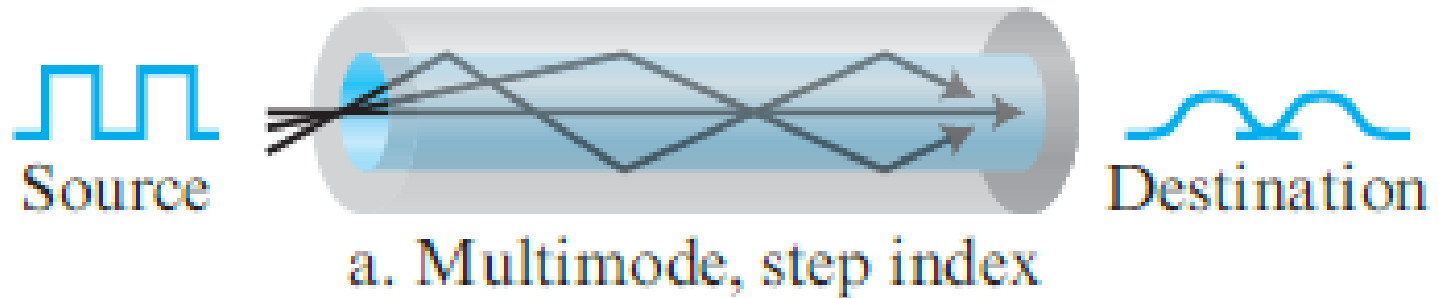 Source
Destination
a. Multimode, step index